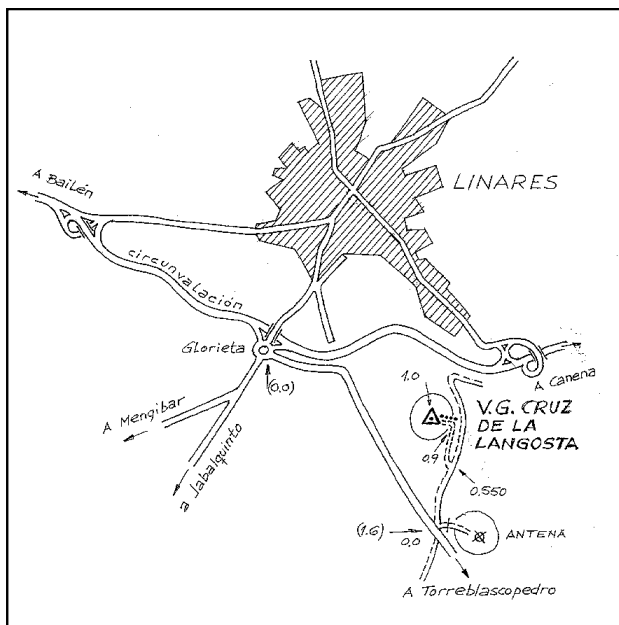 A Bailén
LINARES
circunvalación
Glorieta
(0,0)
1.0
A Canena
A Mengibar
V.G. CRUZ
DE LA
LANGOSTA
a Jabalquinto
0,9
0,550
(1.6)
0,0
ANTENA
A Torreblascopedro